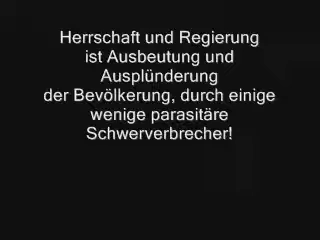 Herrschaft und Regierung
ist Ausbeutung und
Ausplünderung
der Bevölkerung, durch einige
wenige parasitäre
Schwerverbrecher!